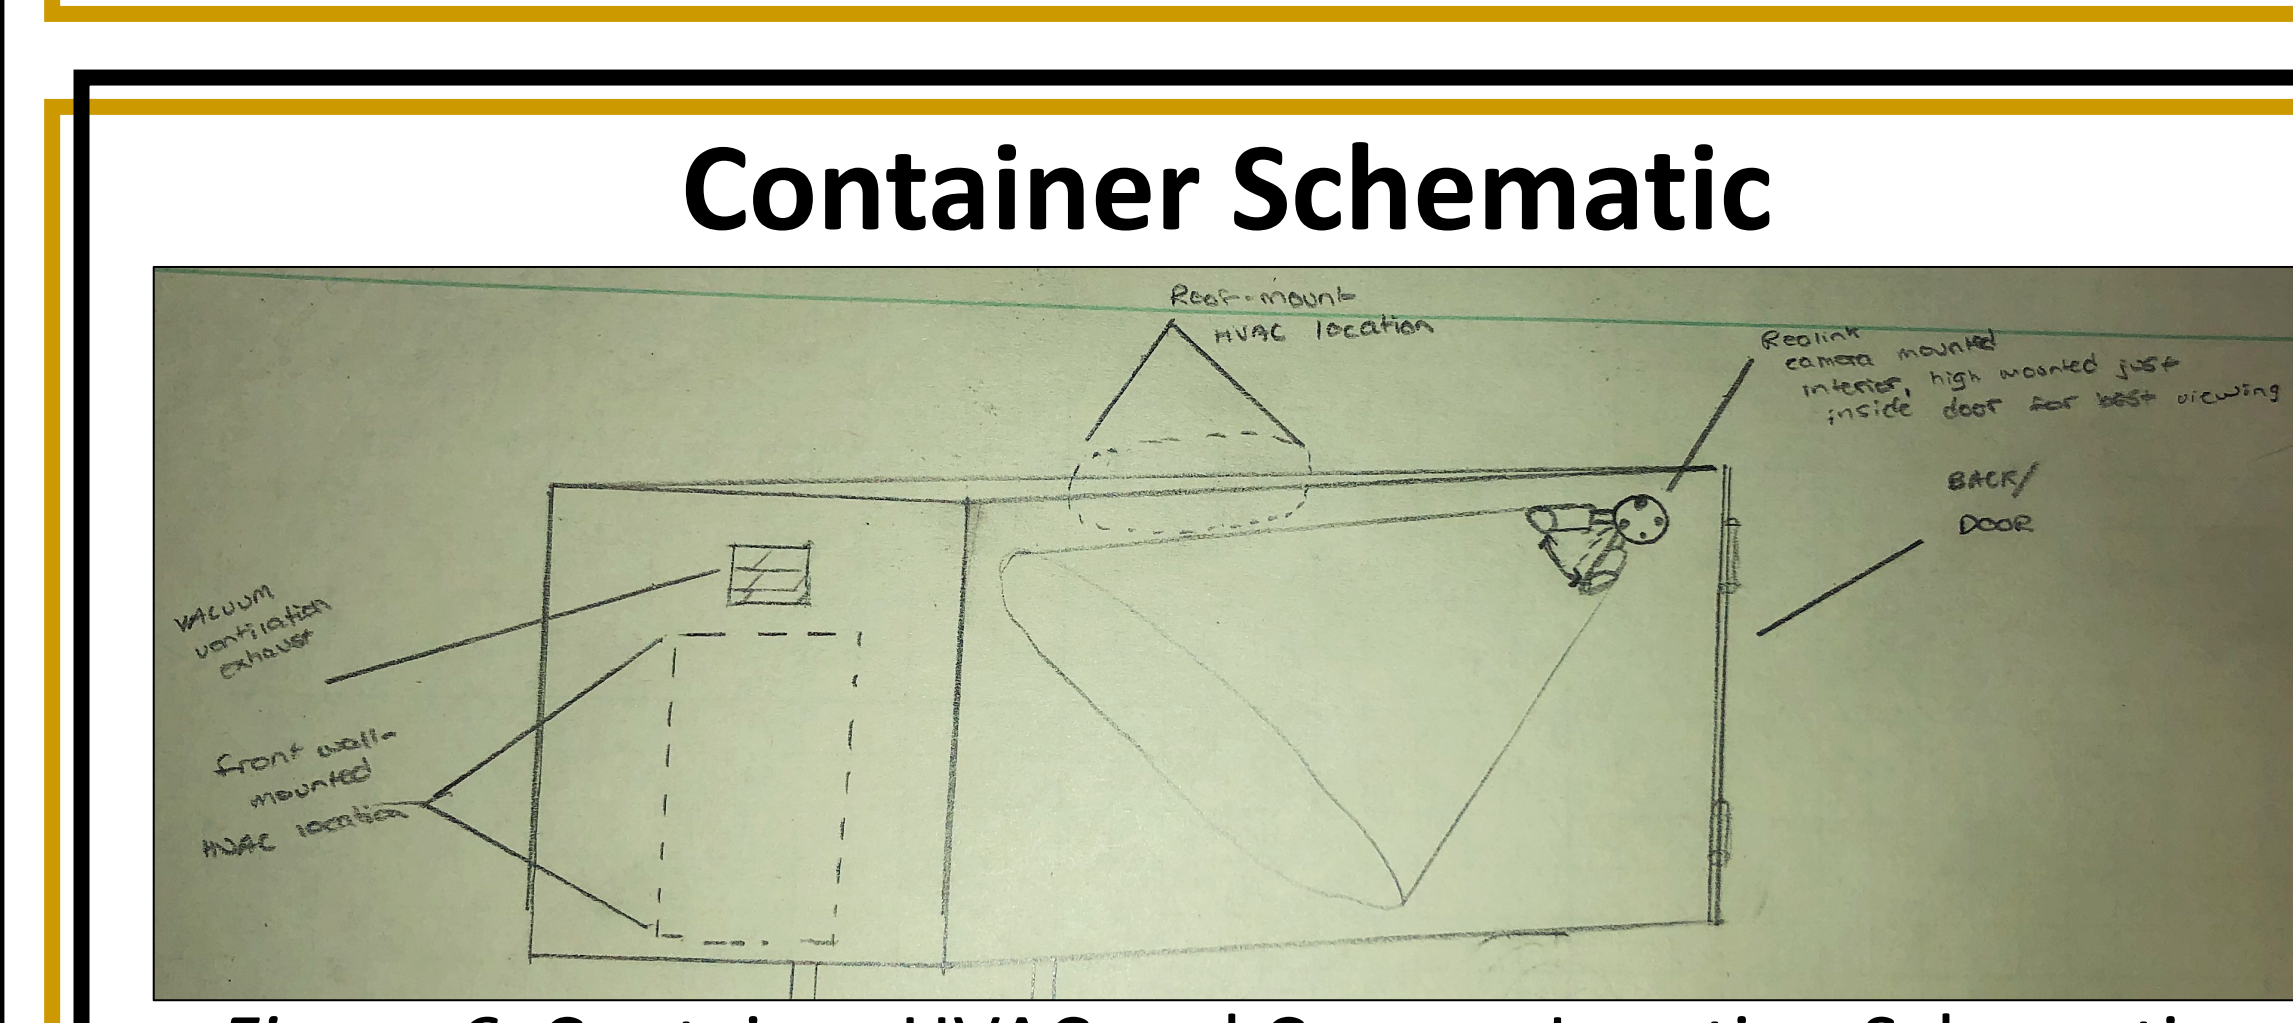 Container Schematic
Roof-mount
HVAC location
Reolink
camera mounted
interior, high mounted just
inside door for best viewing
BACK/
DOOR
VACUUM
ventilation
exhaust
front wall-
mounted
HVAC location